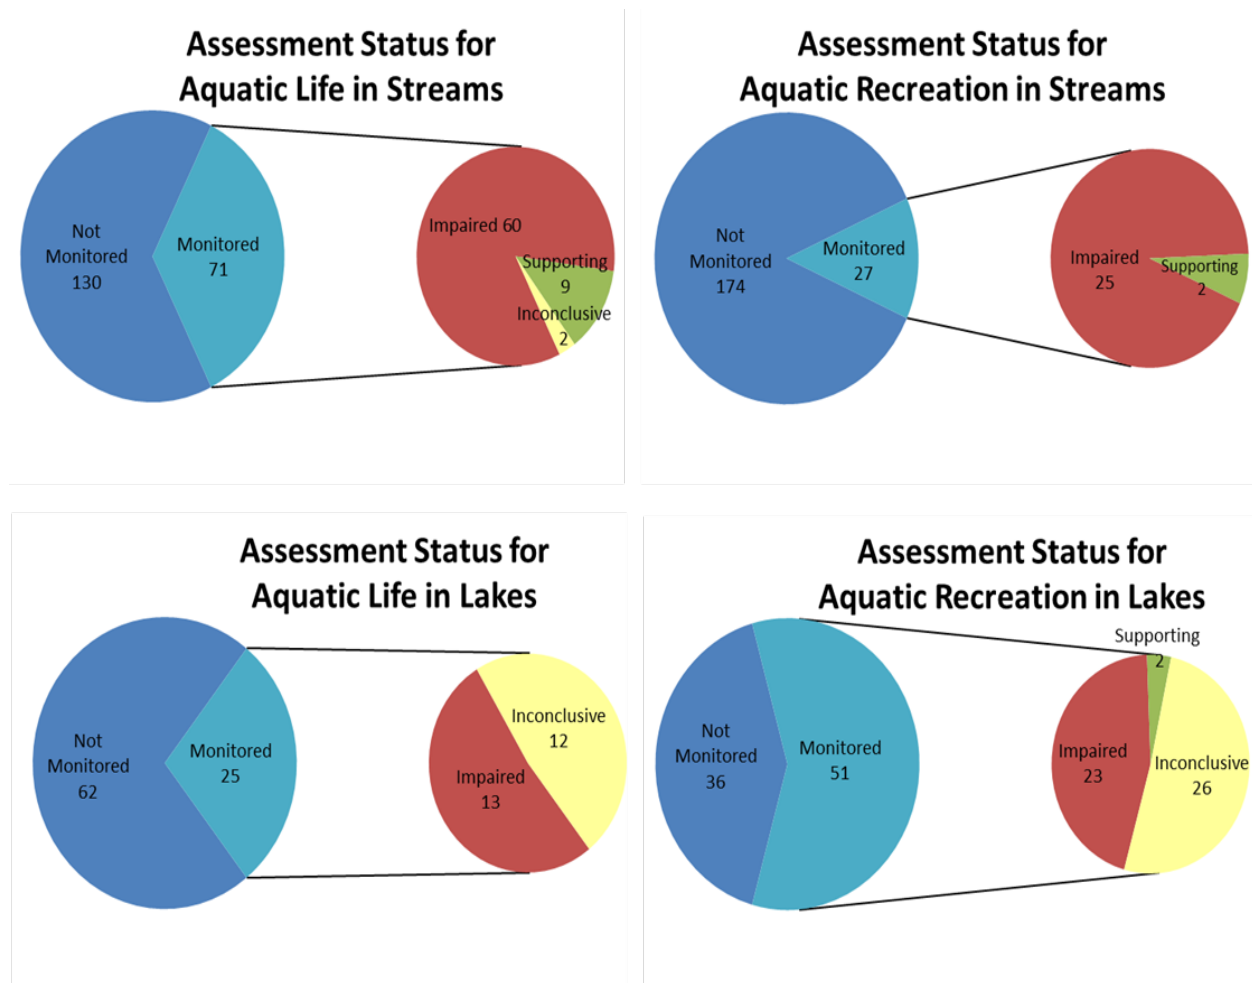 Assessment Status for
Aquatic Life in Streams
Not
Monitored
130
Monitored
71
Impaired 60
Supporting
9
Inconclusive
2
Assessment Status for
Aquatic Recreation in Streams
Not
Monitored
174
Monitored
27
Impaired
25
Supporting
2
Assessment Status for
Aquatic Life in Lakes
Not
Monitored
62
Monitored
25
Inconclusive
12
Impaired
13
Assessment Status for
Aquatic Recreation in Lakes
Not
Monitored
36
Monitored
51
Supporting
2
Impaired
23
Inconclusive
26